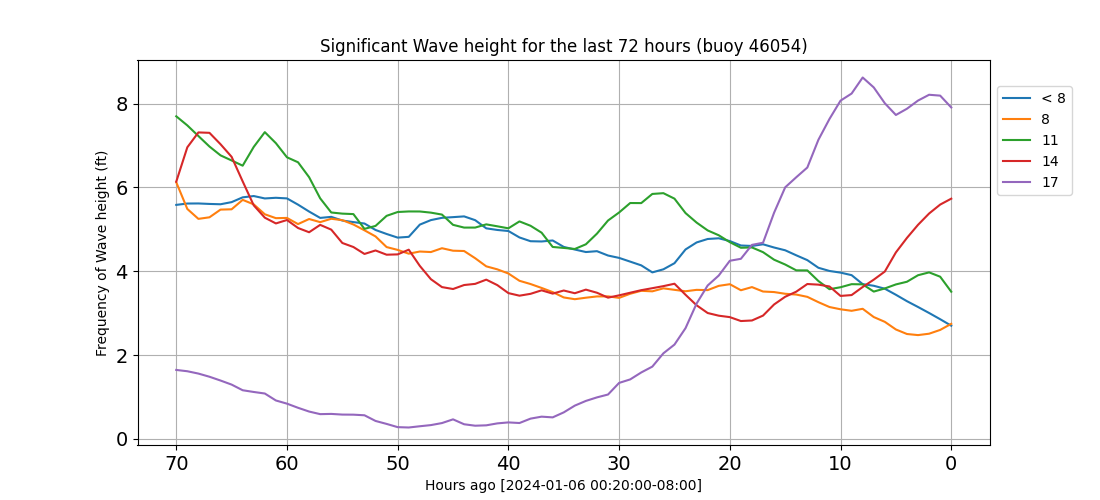 Significant Wave height for the last 72 hours (buoy 46054)
Frequency of Wave height (ft)
8
6
4
2
0
70 60 50 40 30 20 10 0
Hours ago [2024-01-06 00:20:00-08:00]
< 8
8
11
14
17